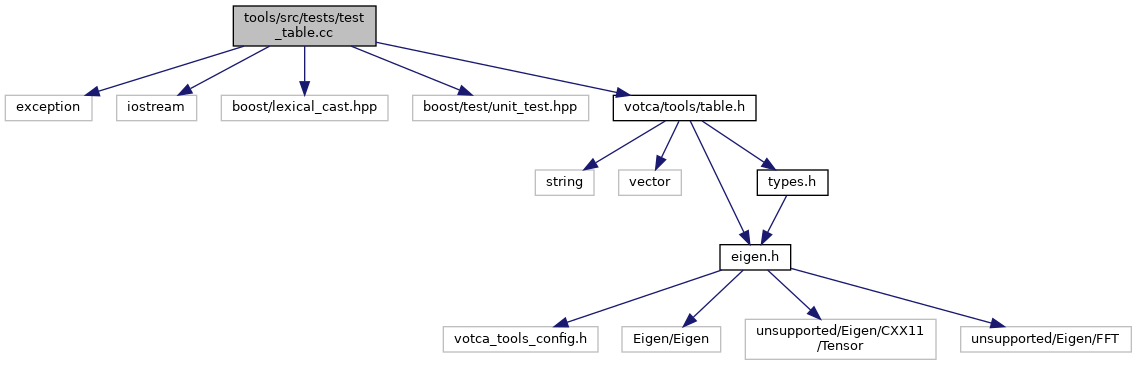 tools/src/tests/test
_table.cc
exception
iostream
boost/lexical_cast.hpp
boost/test/unit_test.hpp
votca/tools/table.h
string
vector
types.h
eigen.h
votca_tools_config.h
Eigen/Eigen
unsupported/Eigen/CXX11
/Tensor
unsupported/Eigen/FFT